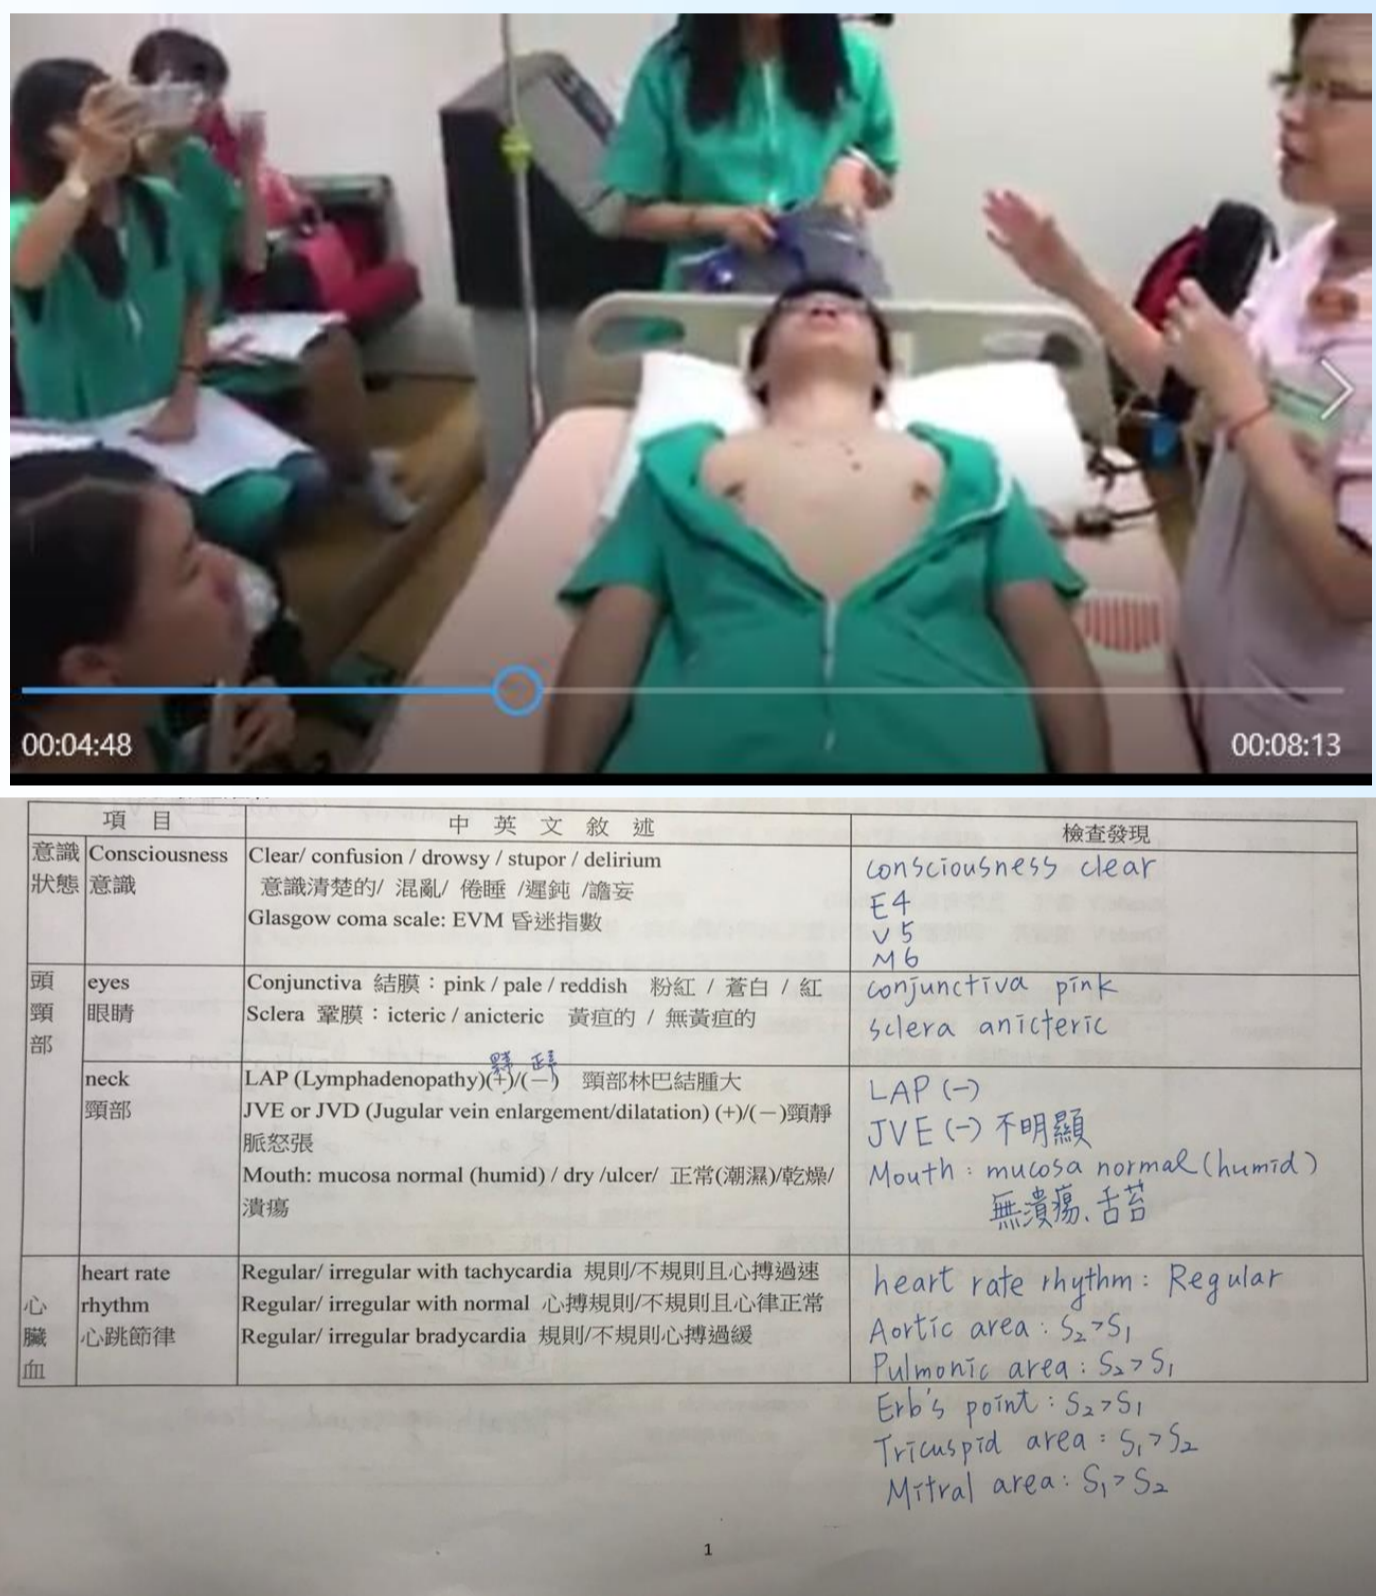 00:04:48
00:08:13
項 目
中 英 文 敘 述
檢查發現
意識
狀態
Consciousness
意識
Clear/ confusion / drowsy / stupor / delirium
意識清楚的/ 混亂/ 倦睡 /遲鈍 /譫妄
Glasgow coma scale: EVM 昏迷指數
consciousness clear
E4
V5
M6
頭
頸
部
eyes
眼睛
Conjunctiva 結膜：pink / pale / reddish 粉紅 / 蒼白 / 紅
Sclera 鞏膜：icteric / anicteric 黃疸的 / 無黃疸的
conjunctiva pink
sclera anicteric
neck
頸部
LAP (Lymphadenopathy)(+)/(－) 頸部林巴結腫大
JVE or JVD (Jugular vein enlargement/dilatation) (+)/(－)頸靜
脈怒張
Mouth: mucosa normal (humid) / dry /ulcer/ 正常(潮濕)/乾燥/
潰瘍
LAP (-)
JVE (-) 不明顯
Mouth : mucosa normal (humid)
無潰瘍、舌苔
心
臟
血
heart rate
rhythm
心跳節律
Regular/ irregular with tachycardia 規則/不規則且心搏過速
Regular/ irregular with normal 心搏規則/不規則且心律正常
Regular/ irregular bradycardia 規則/不規則心搏過緩
heart rate rhythm : Regular
Aortic area : S₂>S₁
Pulmonic area : S₂>S₁
Erb's point : S₂>S₁
Tricuspid area : S₁>S₂
Mitral area : S₁>S₂
1